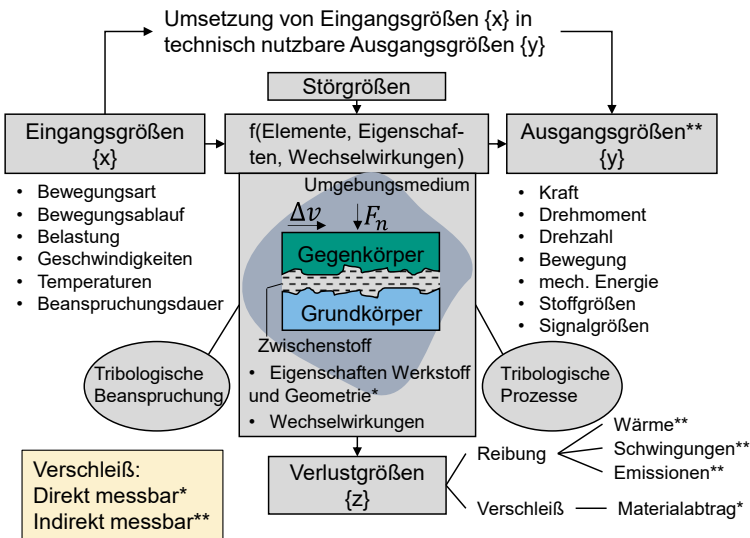 Umsetzung von Eingangsgrößen {x} in
technisch nutzbare Ausgangsgrößen {y}
Störgrößen
Eingangsgrößen
{x}
f(Elemente, Eigenschaf-
ten, Wechselwirkungen)
Ausgangsgrößen**
{y}
• Bewegungsart
• Bewegungsablauf
• Belastung
• Geschwindigkeiten
• Temperaturen
• Beanspruchungsdauer
Umgebungsmedium
Δv
F_n
Gegenkörper
Grundkörper
Zwischenstoff
• Eigenschaften Werkstoff
und Geometrie*
• Wechselwirkungen
• Kraft
• Drehmoment
• Drehzahl
• Bewegung
• mech. Energie
• Stoffgrößen
• Signalgrößen
Tribologische
Beanspruchung
Tribologische
Prozesse
Verschleiß:
Direkt messbar*
Indirekt messbar**
Verlustgrößen
{z}
Reibung
Wärme**
Schwingungen**
Emissionen**
Verschleiß
Materialabtrag*